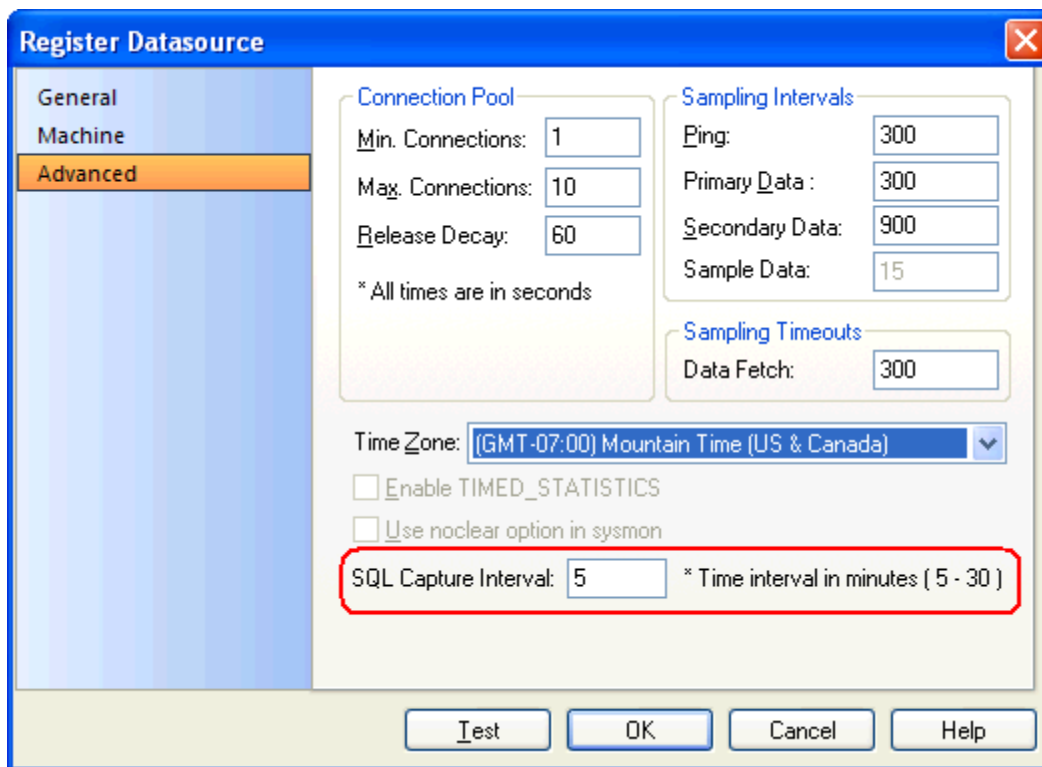 Register Datasource
General
Machine
Advanced
Connection Pool
Min. Connections: 1
Max. Connections: 10
Release Decay: 60
* All times are in seconds
Sampling Intervals
Ping: 300
Primary Data : 300
Secondary Data: 900
Sample Data: 15
Sampling Timeouts
Data Fetch: 300
Time Zone: (GMT-07:00) Mountain Time (US & Canada)
Enable TIMED_STATISTICS
Use noclear option in sysmon
SQL Capture Interval: 5 * Time interval in minutes ( 5 - 30 )
Test OK Cancel Help